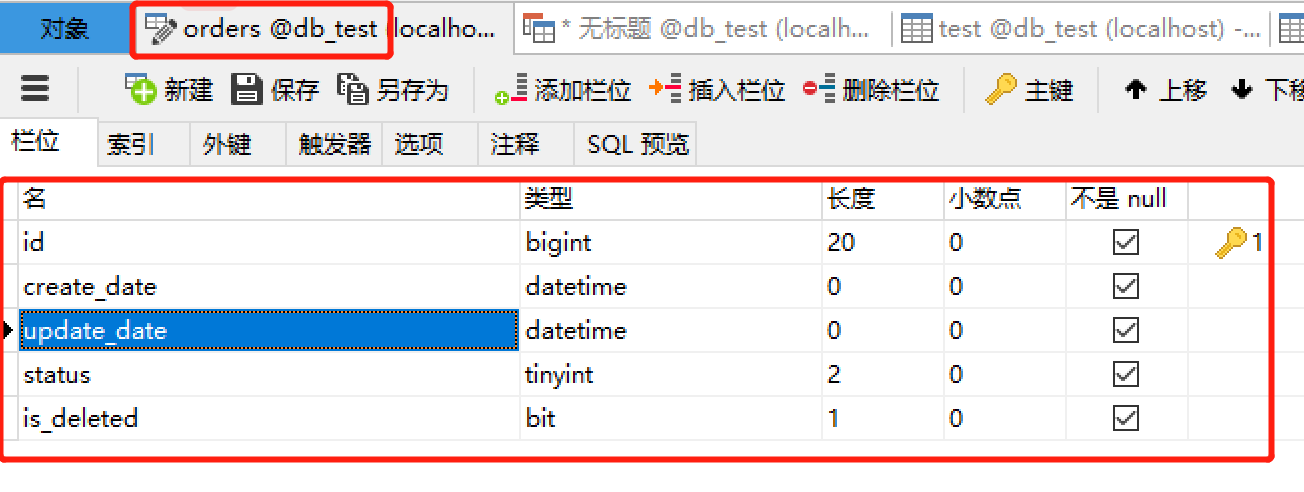 对象 orders @db_test (localho... * 无标题 @db_test (localh... test @db_test (localhost) -...
新建 保存 另存为 添加栏位 插入栏位 删除栏位 主键 上移 下移
栏位 索引 外键 触发器 选项 注释 SQL 预览
名 类型 长度 小数点 不是 null
id bigint 20 0 1
create_date datetime 0 0
update_date datetime 0 0
status tinyint 2 0
is_deleted bit 1 0